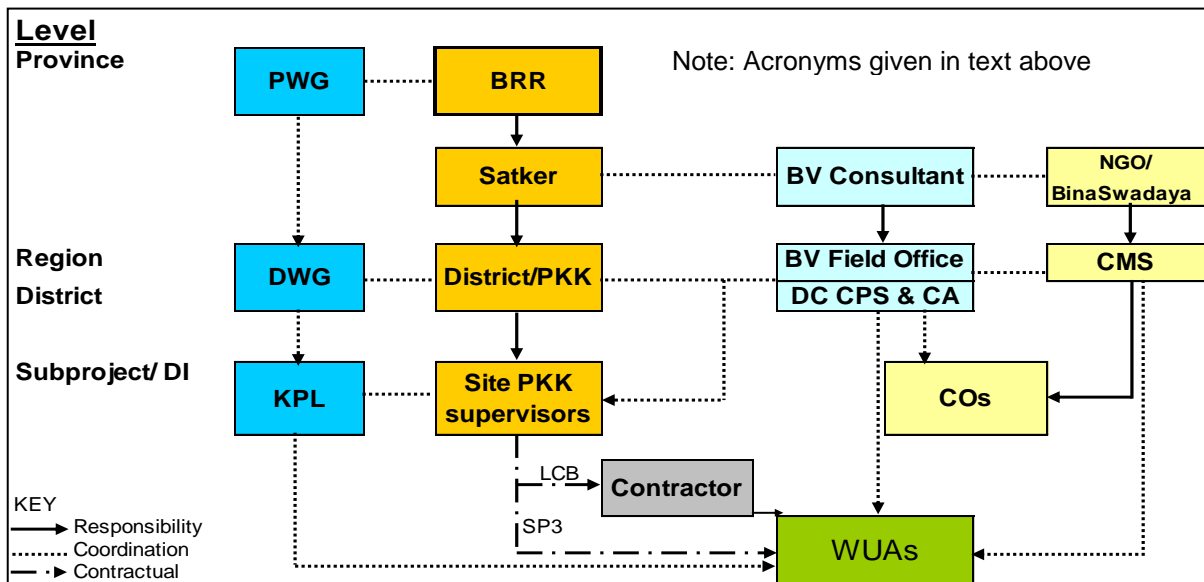 Level
Province
Note: Acronyms given in text above
PWG
BRR
Satker
BV Consultant
NGO/
BinaSwadaya
Region
District
DWG
District/PKK
BV Field Office
DC CPS & CA
CMS
Subproject/ DI
KPL
Site PKK
supervisors
COs
LCB
Contractor
SP3
WUAs
KEY
Responsibility
Coordination
Contractual